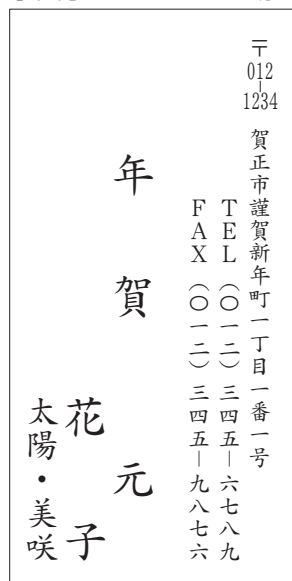 〒012-1234
賀正市謹賀新年町一丁目一番一号
TEL（〇一二）三四五―六七八九
FAX（〇一二）三四五―九八七六
年賀元
花子
太陽・美咲